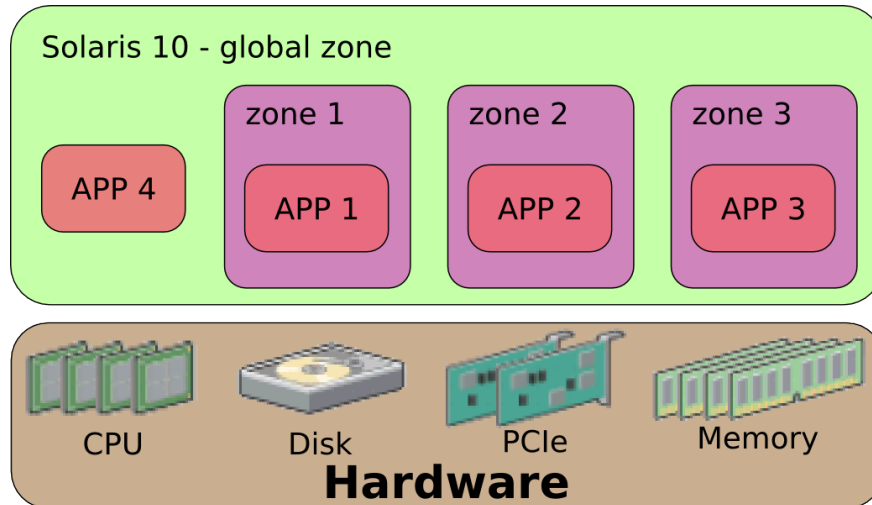 Solaris 10 - global zone
zone 1
zone 2
zone 3
APP 4
APP 1
APP 2
APP 3
CPU
Disk
PCIe
Memory
Hardware